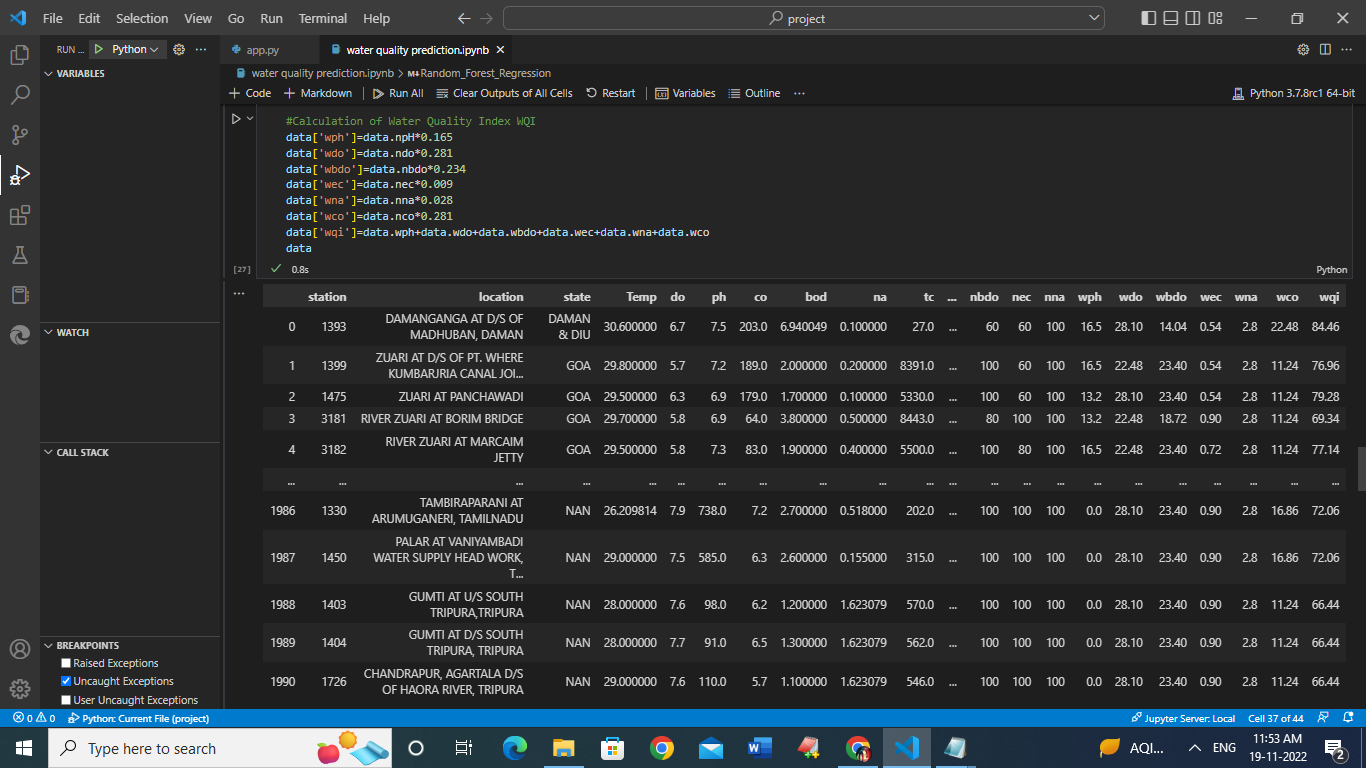 File Edit Selection View Go Run Terminal Help
project
RUN ... Python
app.py
water quality prediction.ipynb
water quality prediction.ipynb > Random_Forest_Regression
Code Markdown Run All Clear Outputs of All Cells Restart Variables Outline ...
Python 3.7.8rc1 64-bit
VARIABLES
WATCH
CALL STACK
BREAKPOINTS
Raised Exceptions
Uncaught Exceptions
User Uncaught Exceptions
#Calculation of Water Quality Index WQI
data['wph']=data.npH*0.165
data['wdo']=data.ndo*0.281
data['wbdo']=data.nbdo*0.234
data['wec']=data.nec*0.009
data['wna']=data.nna*0.028
data['wco']=data.nco*0.281
data['wqi']=data.wph+data.wdo+data.wbdo+data.wec+data.wna+data.wco
data
[27] 0.8s Python
station location state Temp do ph co bod na tc ... nbdo nec nna wph wdo wbdo wec wna wco wqi
0 1393 DAMANGANGA AT D/S OF MADHUBAN, DAMAN DAMAN & DIU 30.600000 6.7 7.5 203.0 6.940049 0.100000 27.0 ... 60 60 100 16.5 28.10 14.04 0.54 2.8 22.48 84.46
1 1399 ZUARI AT D/S OF PT. WHERE KUMBARJRIA CANAL JOI... GOA 29.800000 5.7 7.2 189.0 2.000000 0.200000 8391.0 ... 100 60 100 16.5 22.48 23.40 0.54 2.8 11.24 76.96
2 1475 ZUARI AT PANCHAWADI GOA 29.500000 6.3 6.9 179.0 1.700000 0.100000 5330.0 ... 100 60 100 13.2 28.10 23.40 0.54 2.8 11.24 79.28
3 3181 RIVER ZUARI AT BORIM BRIDGE GOA 29.700000 5.8 6.9 64.0 3.800000 0.500000 8443.0 ... 80 100 100 13.2 22.48 18.72 0.90 2.8 11.24 69.34
4 3182 RIVER ZUARI AT MARCAIM JETTY GOA 29.500000 5.8 7.3 83.0 1.900000 0.400000 5500.0 ... 100 80 100 16.5 22.48 23.40 0.72 2.8 11.24 77.14
... ... ... ... ... ... ... ... ... ... ... ... ... ... ... ... ... ... ... ... ... ...
1986 1330 TAMBIRAPARANI AT ARUMUGANERI, TAMILNADU NAN 26.209814 7.9 738.0 7.2 2.700000 0.518000 202.0 ... 100 100 100 0.0 28.10 23.40 0.90 2.8 16.86 72.06
1987 1450 PALAR AT VANIYAMBADI WATER SUPPLY HEAD WORK, T... NAN 29.000000 7.5 585.0 6.3 2.600000 0.155000 315.0 ... 100 100 100 0.0 28.10 23.40 0.90 2.8 16.86 72.06
1988 1403 GUMTI AT U/S SOUTH TRIPURA,TRIPURA NAN 28.000000 7.6 98.0 6.2 1.200000 1.623079 570.0 ... 100 100 100 0.0 28.10 23.40 0.90 2.8 11.24 66.44
1989 1404 GUMTI AT D/S SOUTH TRIPURA, TRIPURA NAN 28.000000 7.7 91.0 6.5 1.300000 1.623079 562.0 ... 100 100 100 0.0 28.10 23.40 0.90 2.8 11.24 66.44
1990 1726 CHANDRAPUR, AGARTALA D/S OF HAORA RIVER, TRIPURA NAN 29.000000 7.6 110.0 5.7 1.100000 1.623079 546.0 ... 100 100 100 0.0 28.10 23.40 0.90 2.8 11.24 66.44
0 0 Python: Current File (project) Jupyter Server: Local Cell 37 of 44
Type here to search
AQI... ENG 11:53 AM
19-11-2022 2